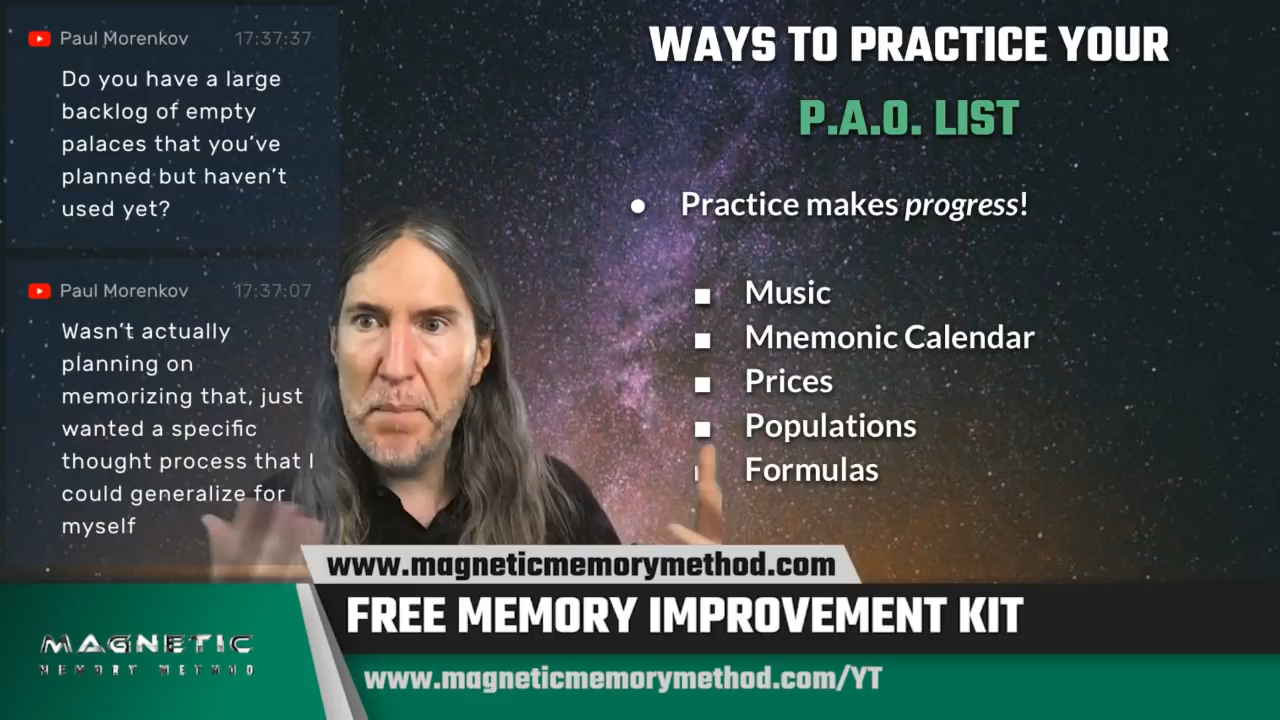 Paul Morenkov 17:37:37
Do you have a large
backlog of empty
palaces that you've
planned but haven't
used yet?
Paul Morenkov 17:37:07
Wasn't actually
planning on
memorizing that, just
wanted a specific
thought process that I
could generalize for
myself
WAYS TO PRACTICE YOUR
P.A.O. LIST
Practice makes progress!
Music
Mnemonic Calendar
Prices
Populations
Formulas
www.magneticmemorymethod.com
FREE MEMORY IMPROVEMENT KIT
www.magneticmemorymethod.com/YT
MAGNETIC
MEMORY METHOD